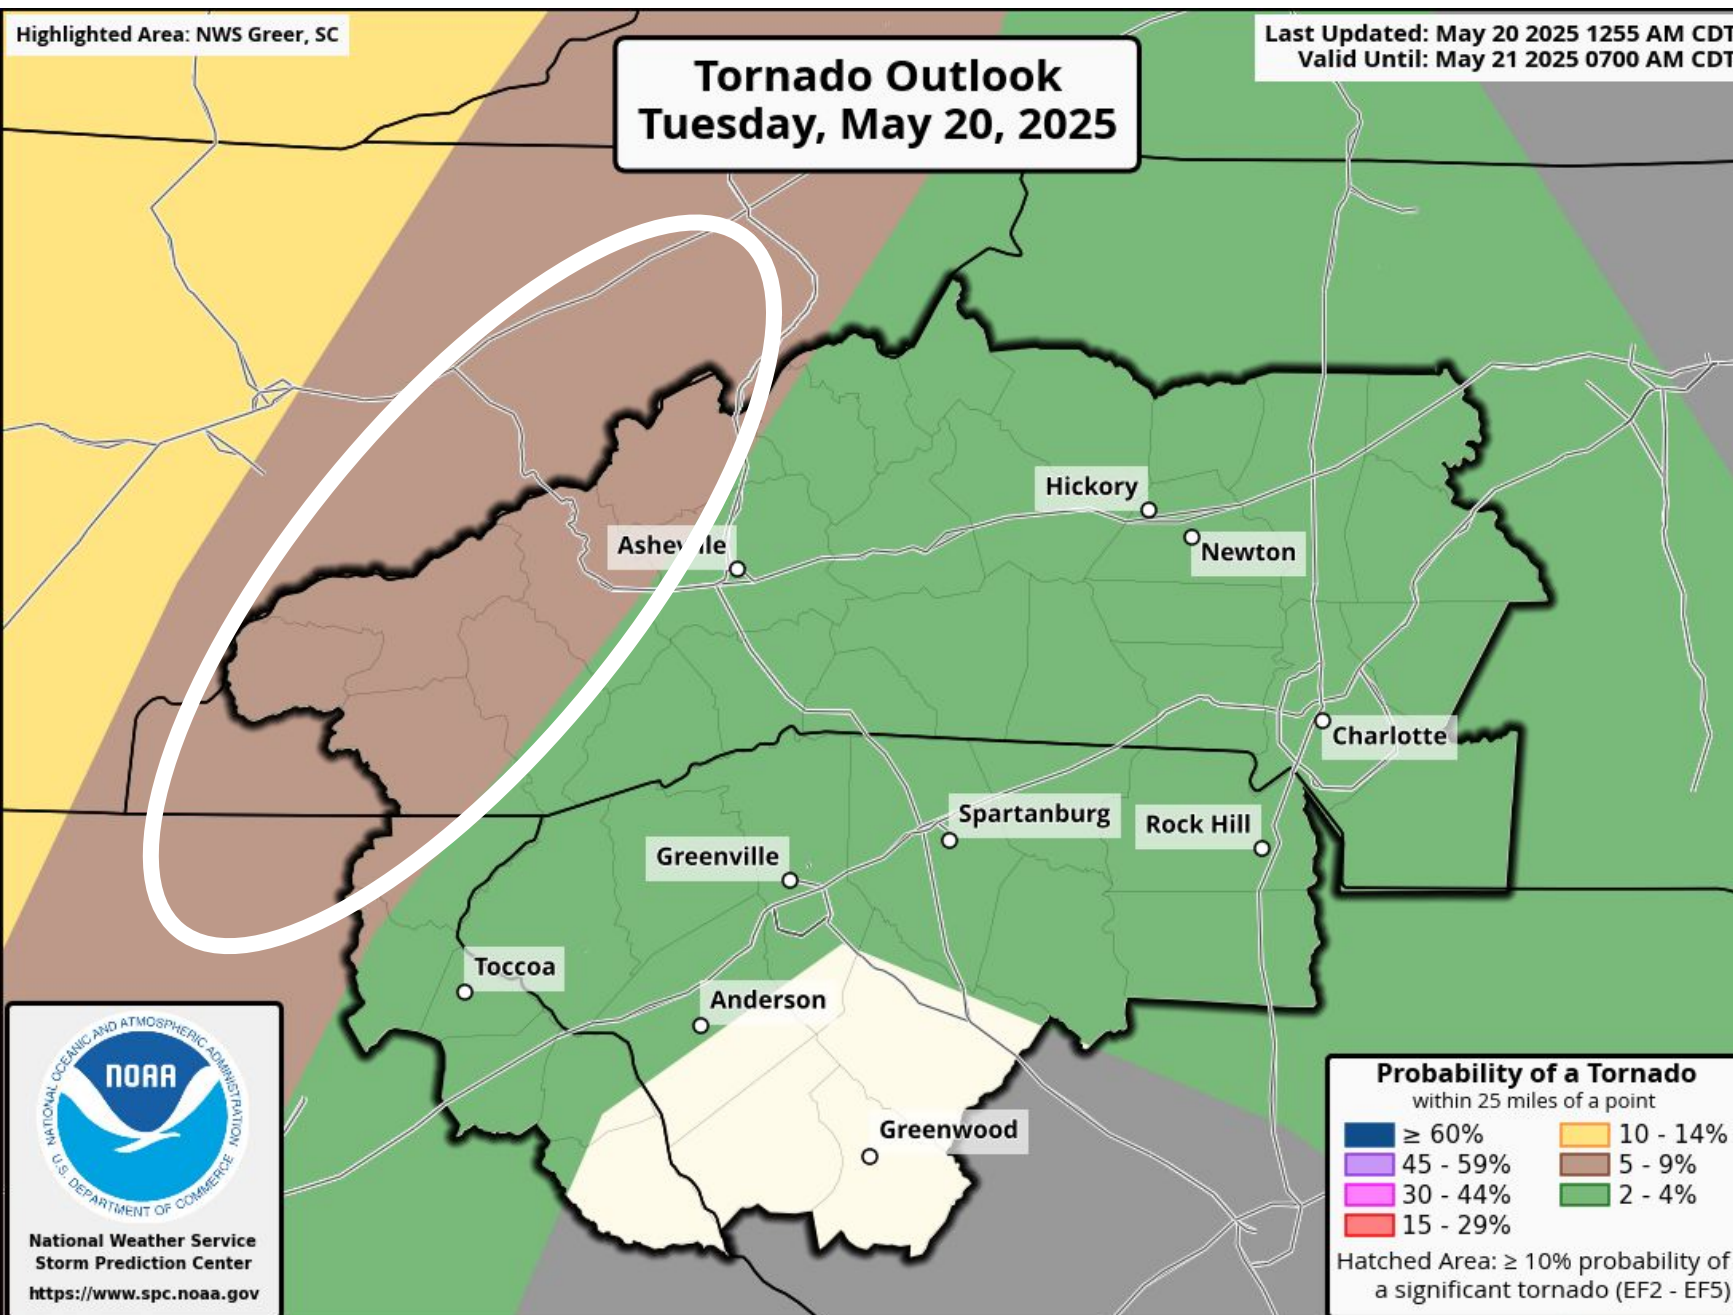 Highlighted Area: NWS Greer, SC
Last Updated: May 20 2025 1255 AM CDT
Valid Until: May 21 2025 0700 AM CDT
Tornado Outlook
Tuesday, May 20, 2025
Hickory
Asheville
Newton
Charlotte
Spartanburg
Rock Hill
Greenville
Toccoa
Anderson
Greenwood
NATIONAL OCEANIC AND ATMOSPHERIC ADMINISTRATION
NOAA
U.S. DEPARTMENT OF COMMERCE
National Weather Service
Storm Prediction Center
https://www.spc.noaa.gov
Probability of a Tornado
within 25 miles of a point
≥ 60%
45 - 59%
30 - 44%
15 - 29%
10 - 14%
5 - 9%
2 - 4%
Hatched Area: ≥ 10% probability of
a significant tornado (EF2 - EF5)